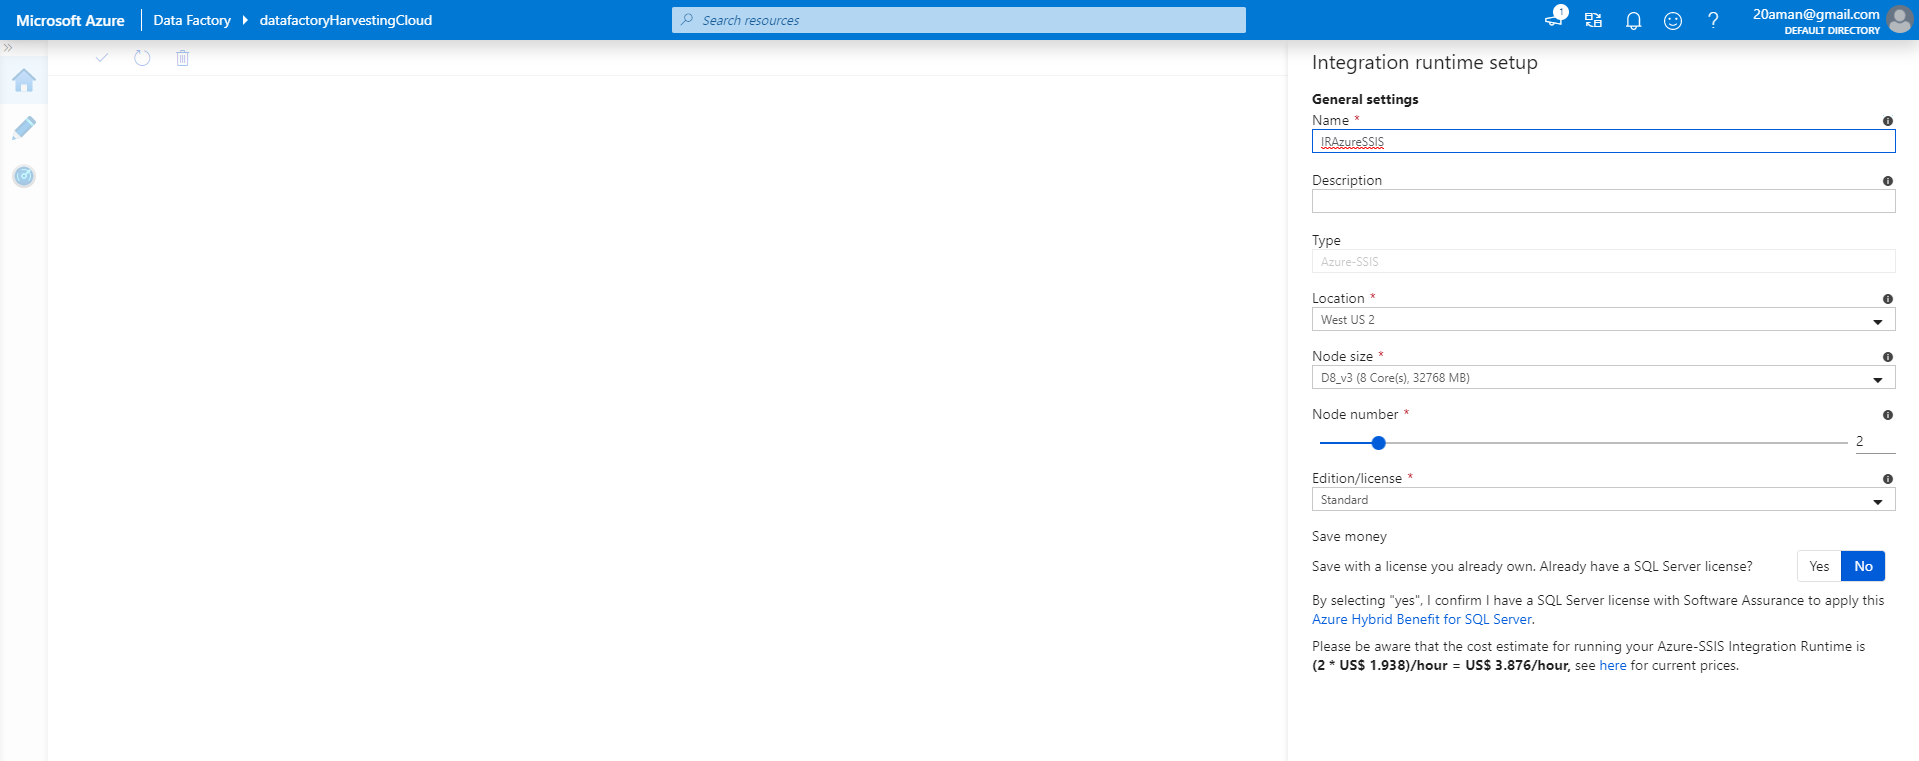 Microsoft Azure Data Factory datafactoryHarvestingCloud Search resources 1 ? 20aman@gmail.com
DEFAULT DIRECTORY
Integration runtime setup
General settings
Name *
IRAzureSSIS
Description
Type
Azure-SSIS
Location *
West US 2
Node size *
D8_v3 (8 Core(s), 32768 MB)
Node number *
2
Edition/license *
Standard
Save money
Save with a license you already own. Already have a SQL Server license? Yes No
By selecting "yes", I confirm I have a SQL Server license with Software Assurance to apply this
Azure Hybrid Benefit for SQL Server.
Please be aware that the cost estimate for running your Azure-SSIS Integration Runtime is
(2 * US$ 1.938)/hour = US$ 3.876/hour, see here for current prices.